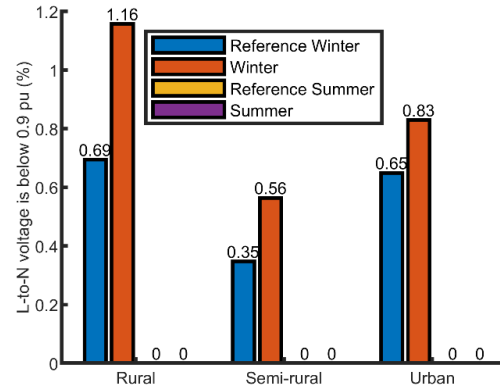 L-to-N voltage is below 0.9 pu (%)
1.2
1
0.8
0.6
0.4
0.2
0
Reference Winter
Winter
Reference Summer
Summer
0.69
1.16
0
0
0.35
0.56
0
0
0.65
0.83
0
0
Rural
Semi-rural
Urban